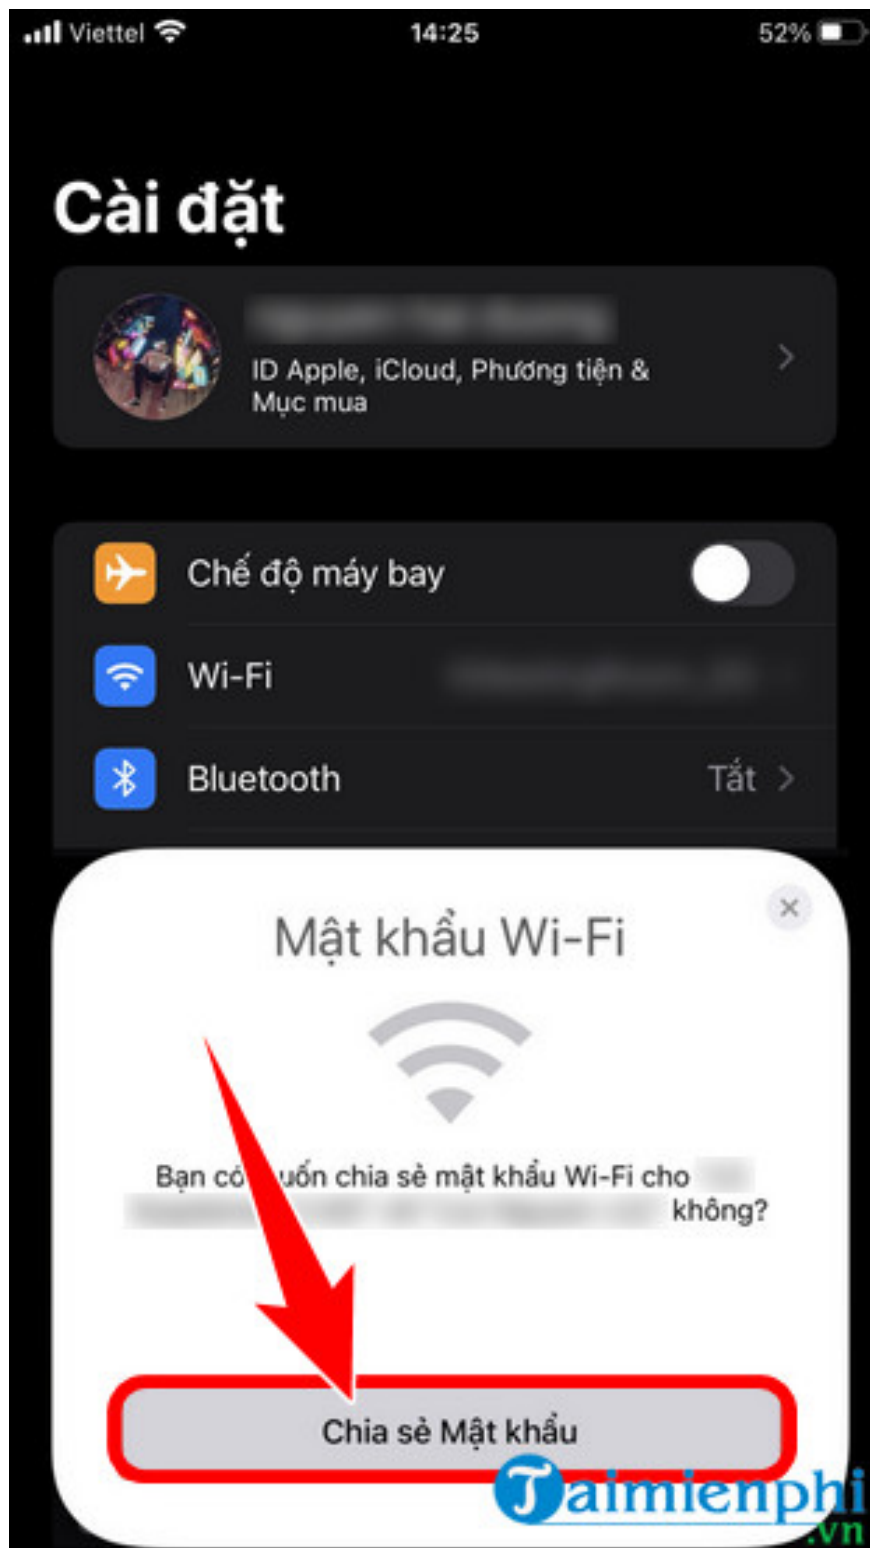 Viettel 14:25 52%
Cài đặt
ID Apple, iCloud, Phương tiện &
Mục mua
Chế độ máy bay
Wi-Fi
Bluetooth Tắt
Mật khẩu Wi-Fi
Bạn có uốn chia sẻ mật khẩu Wi-Fi cho
không?
Chia sẻ Mật khẩu
Taimienphi
.vn